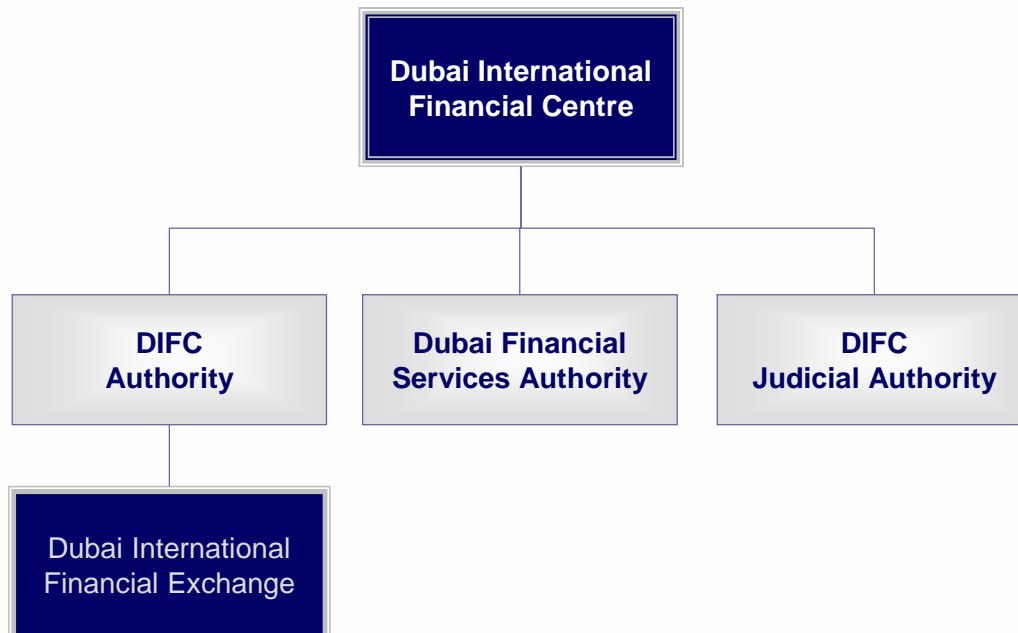 Dubai International
Financial Centre
DIFC
Authority
Dubai Financial
Services Authority
DIFC
Judicial Authority
Dubai International
Financial Exchange